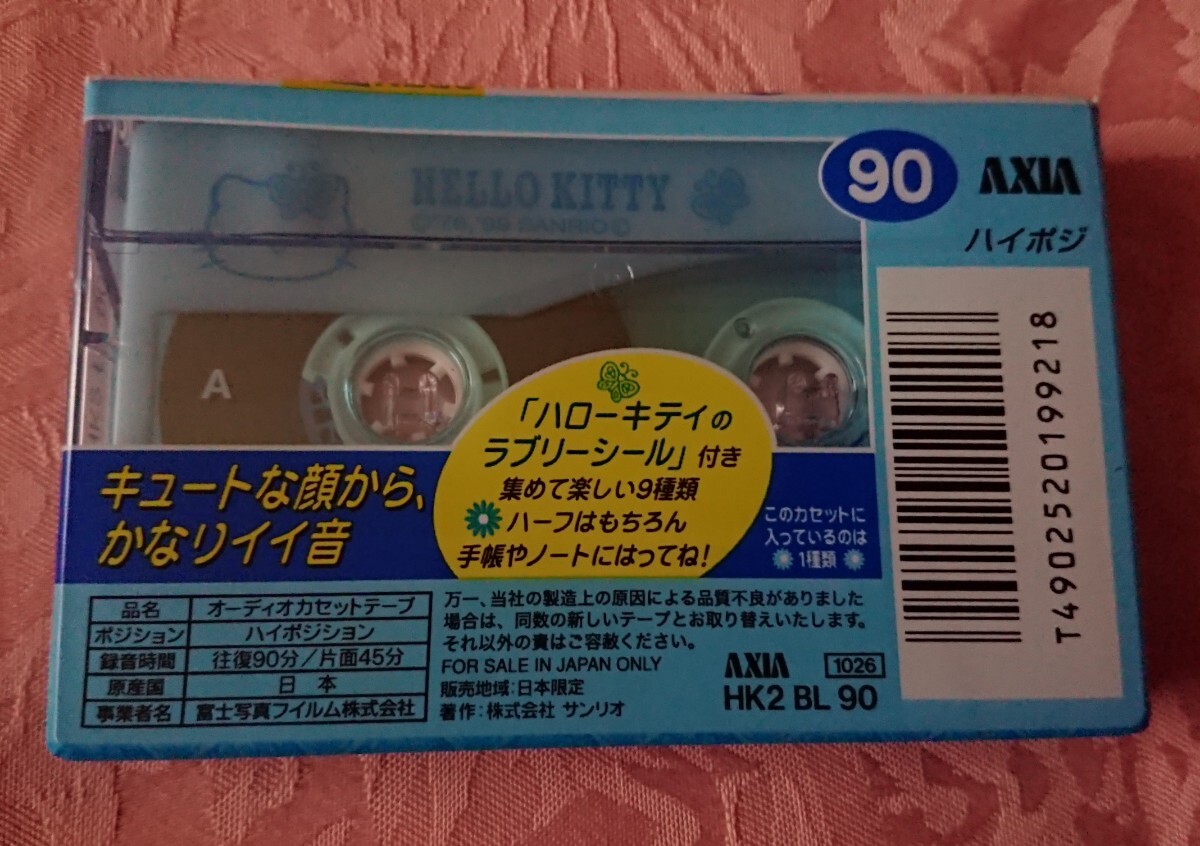 HELLO KITTY
©'76,'99 SANRIO
90
AXIA
ハイポジ
A
「ハローキティの
ラブリーシール」付き
集めて楽しい9種類
ハーフはもちろん
手帳やノートにはってね!
キュートな顔から、
かなりイイ音
このカセットに
入っているのは
1種類
T4902520199218
品名 オーディオカセットテープ
ポジション ハイポジション
録音時間 往復90分/片面45分
原産国 日本
事業者名 富士写真フイルム株式会社
万一、当社の製造上の原因による品質不良がありました
場合は、同数の新しいテープとお取り替えいたします。
それ以外の責はご容赦ください。
FOR SALE IN JAPAN ONLY
販売地域:日本限定
著作:株式会社 サンリオ
AXIA 1026
HK2 BL 90